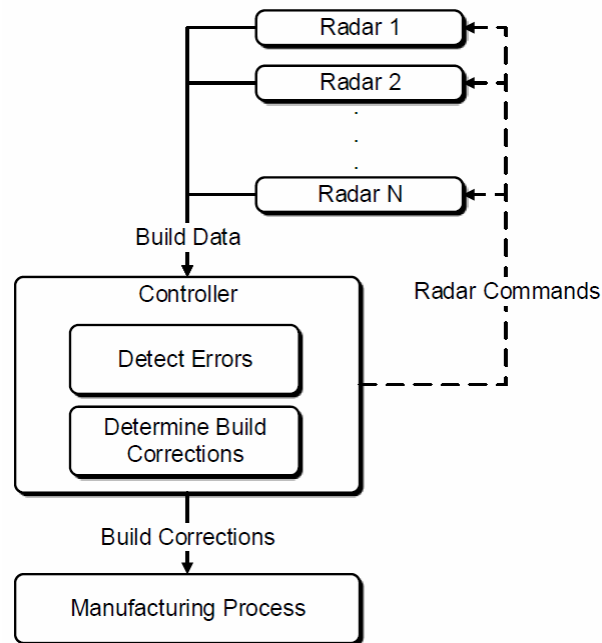 Radar 1
Radar 2
.
.
.
Radar N
Build Data
Controller
Radar Commands
Detect Errors
Determine Build
Corrections
Build Corrections
Manufacturing Process